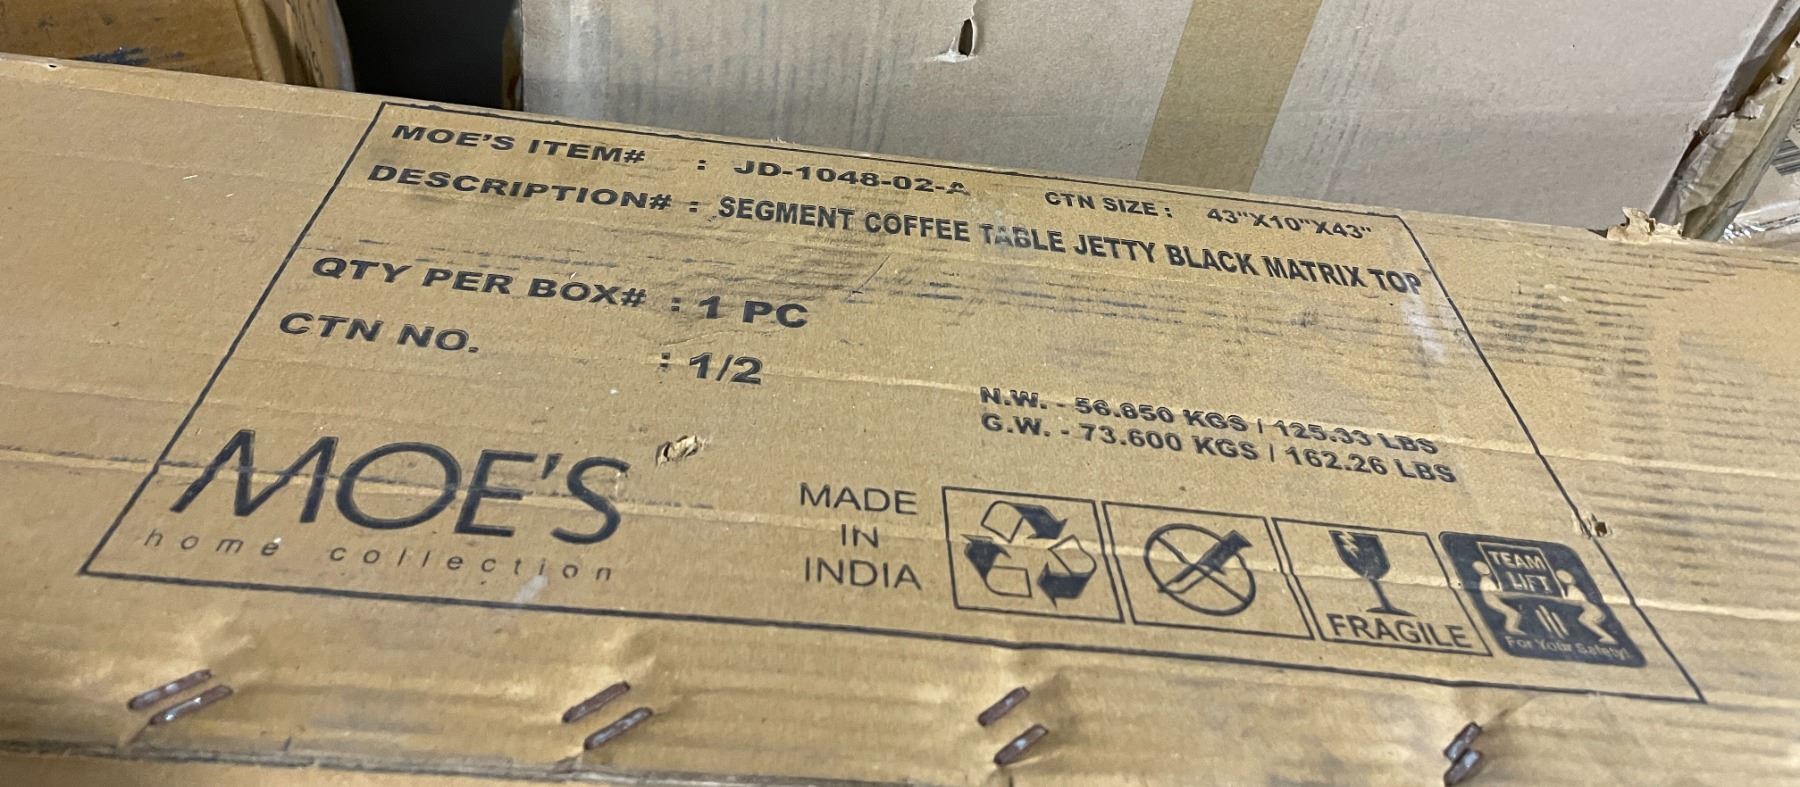 MOE'S ITEM# : JD-1048-02-A CTN SIZE : 43"X10"X43"
DESCRIPTION# : SEGMENT COFFEE TABLE JETTY BLACK MATRIX TOP
QTY PER BOX# : 1 PC
CTN NO. : 1/2
N.W. - 56.850 KGS / 125.33 LBS
G.W. - 73.600 KGS / 162.26 LBS
MOE'S
home collection
MADE
IN
INDIA
FRAGILE
TEAM
LIFT
For Your Safety!